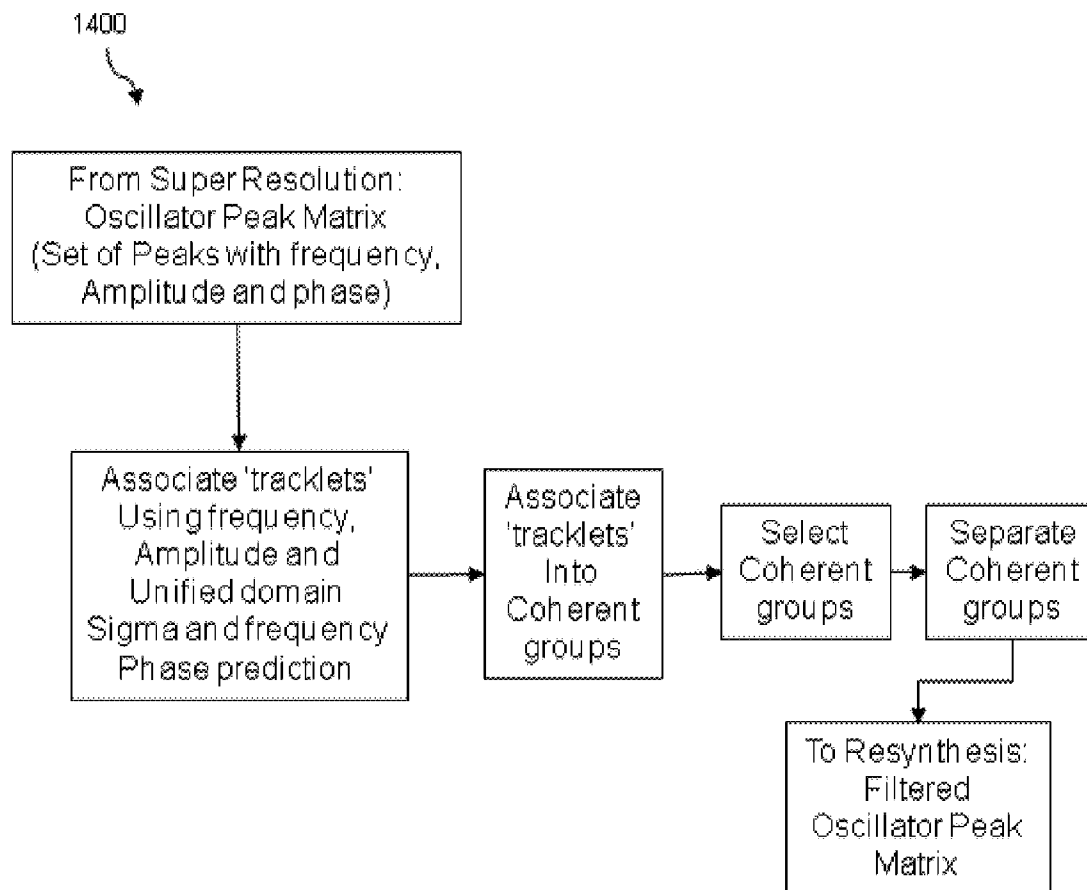 1400
From Super Resolution:
Oscillator Peak Matrix
(Set of Peaks with frequency,
Amplitude and phase)
Associate 'tracklets'
Using frequency,
Amplitude and
Unified domain
Sigma and frequency
Phase prediction
Associate
'tracklets'
Into
Coherent
groups
Select
Coherent
groups
Separate
Coherent
groups
To Resynthesis:
Filtered
Oscillator Peak
Matrix